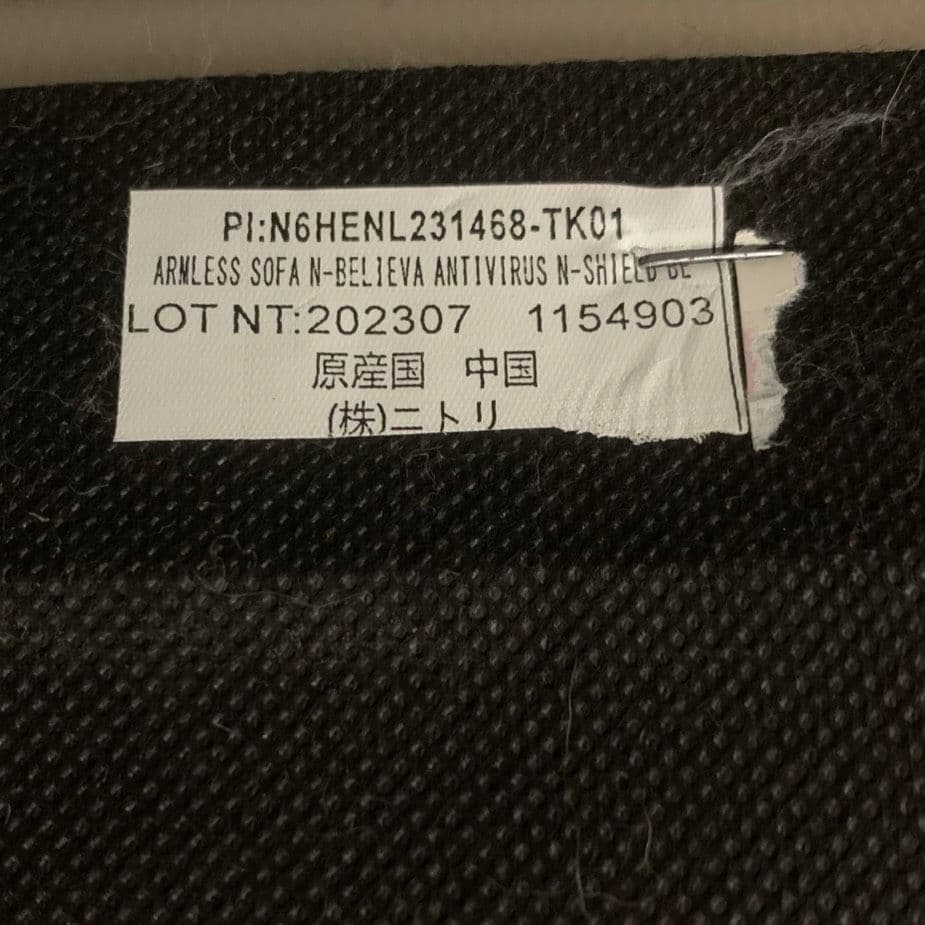 PI:N6HENL231468-TK01
ARMLESS SOFA N-BELIEVA ANTIVIRUS N-SHIELD BE
LOT NT:202307 1154903
原産国 中国
(株)ニトリ